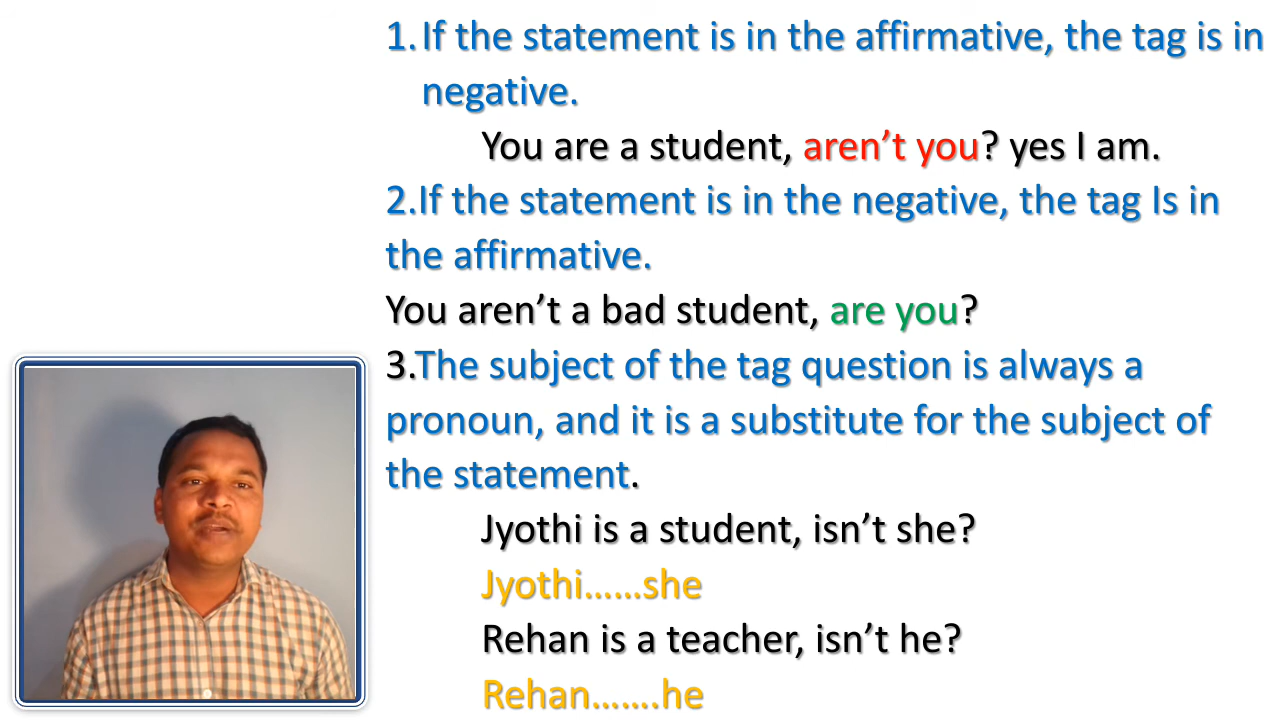 1. If the statement is in the affirmative, the tag is in
negative.
You are a student, aren’t you? yes I am.
2.If the statement is in the negative, the tag Is in
the affirmative.
You aren’t a bad student, are you?
3.The subject of the tag question is always a
pronoun, and it is a substitute for the subject of
the statement.
Jyothi is a student, isn’t she?
Jyothi……she
Rehan is a teacher, isn’t he?
Rehan…….he